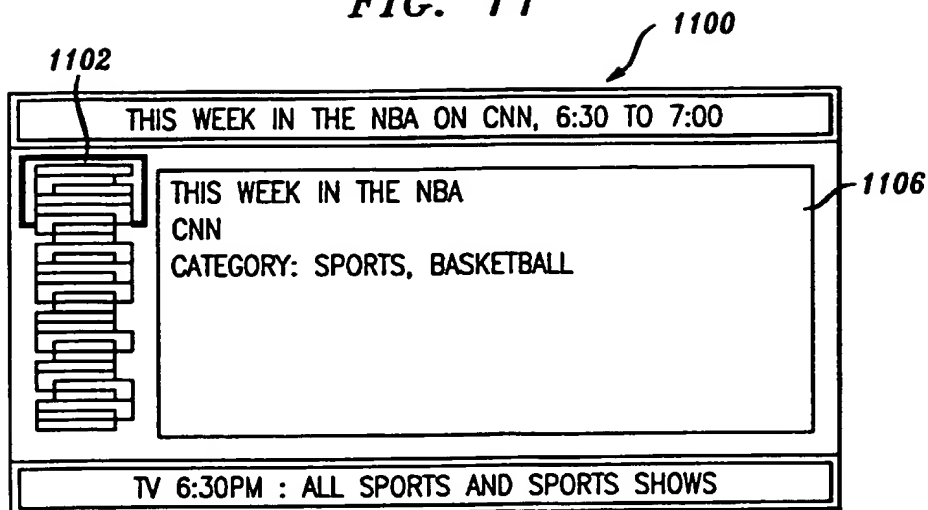 FIG. 11
1100
1102
THIS WEEK IN THE NBA ON CNN, 6:30 TO 7:00
THIS WEEK IN THE NBA
CNN
CATEGORY: SPORTS, BASKETBALL
1106
TV 6:30PM : ALL SPORTS AND SPORTS SHOWS